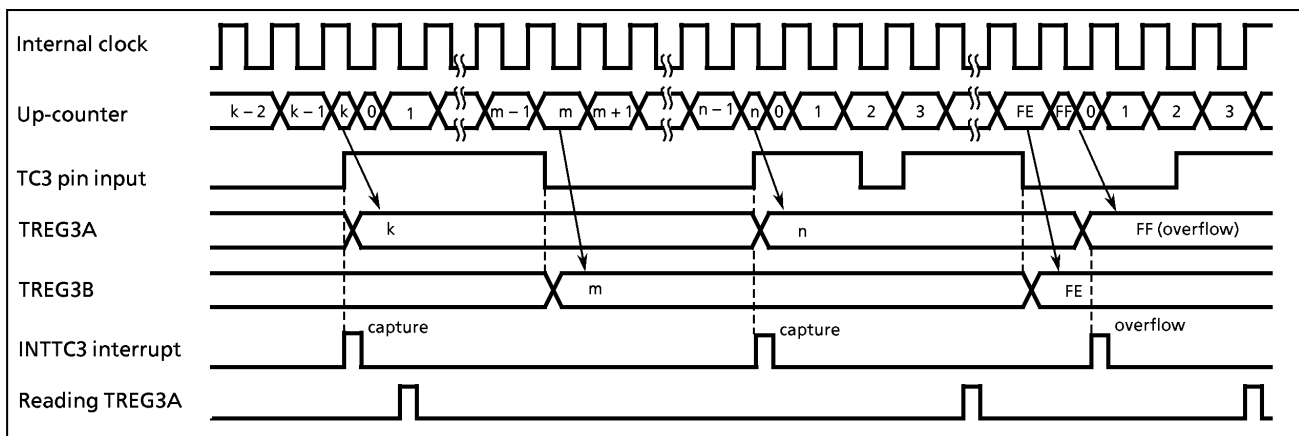 Internal clock
Up-counter k – 2 k – 1 k 0 1 m – 1 m m + 1 n – 1 n 0 1 2 3 FE FF 0 1 2 3
TC3 pin input
TREG3A k n FF (overflow)
TREG3B m FE
INTTC3 interrupt capture capture overflow
Reading TREG3A